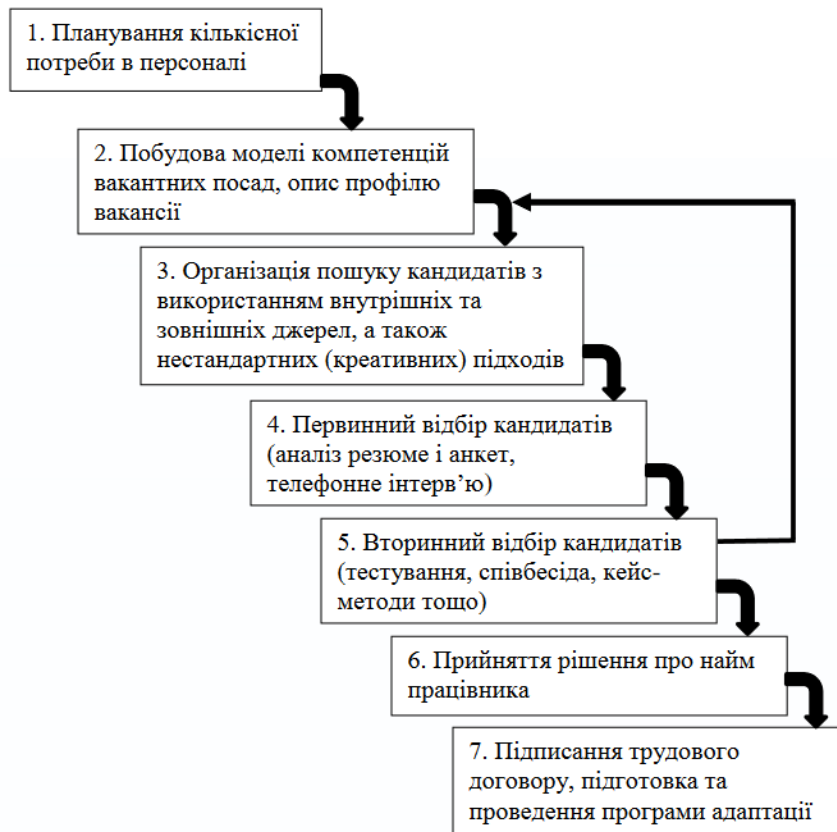 1. Планування кількісної
потреби в персоналі
2. Побудова моделі компетенцій
вакантних посад, опис профілю
вакансії
3. Організація пошуку кандидатів з
використанням внутрішніх та
зовнішніх джерел, а також
нестандартних (креативних) підходів
4. Первинний відбір кандидатів
(аналіз резюме і анкет,
телефонне інтерв’ю)
5. Вторинний відбір кандидатів
(тестування, співбесіда, кейс-
методи тощо)
6. Прийняття рішення про найм
працівника
7. Підписання трудового
договору, підготовка та
проведення програми адаптації